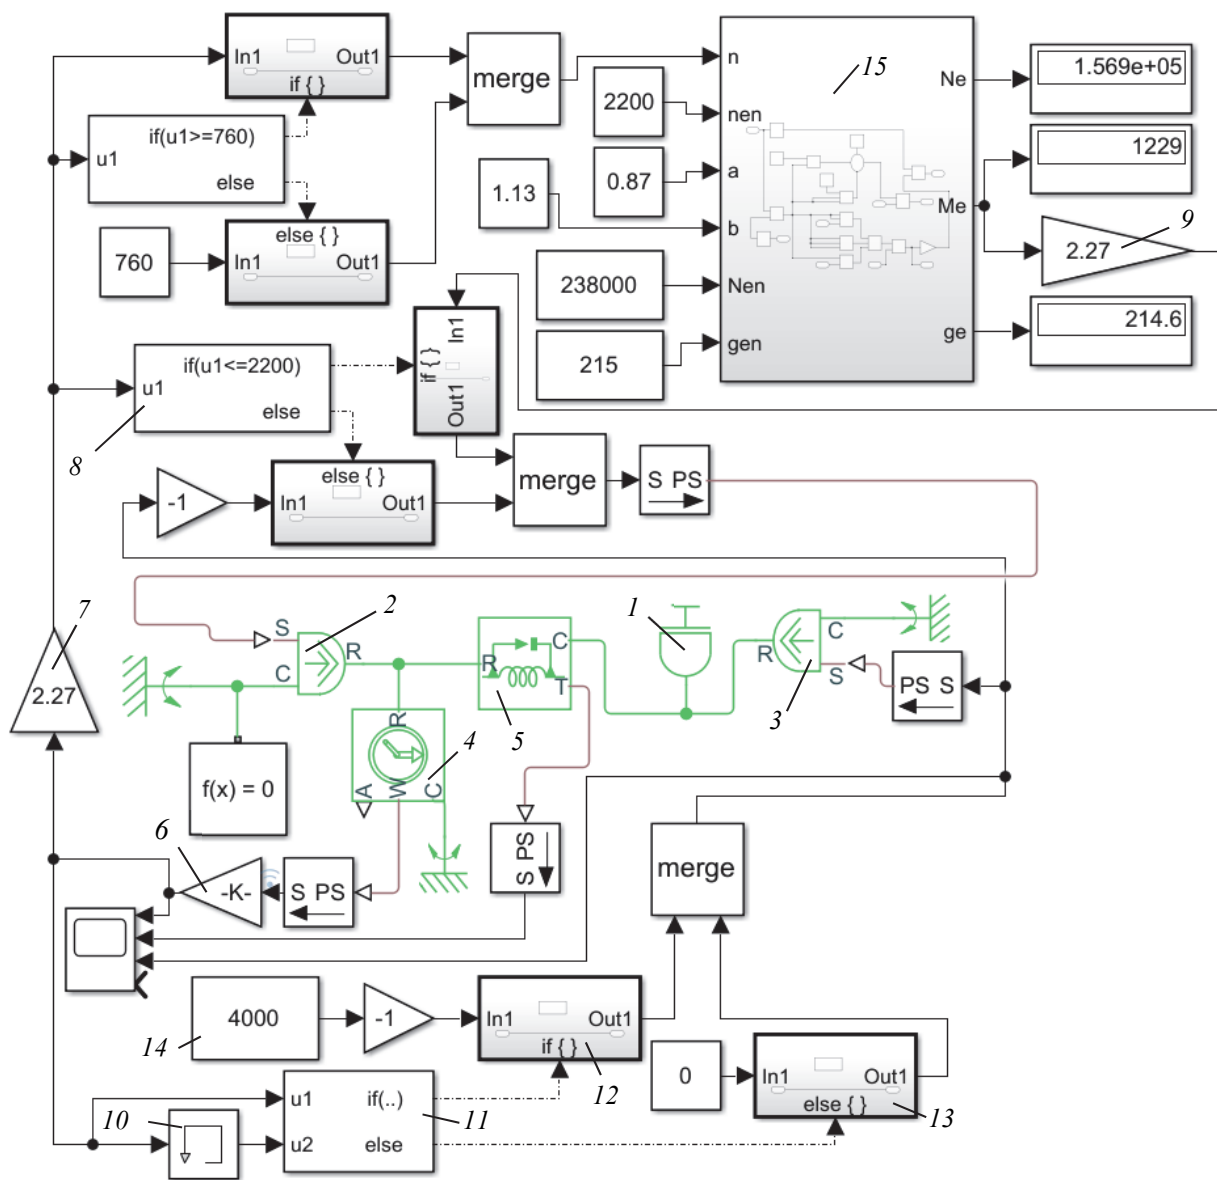 In1 Out1
if { }
merge
n
15
Ne
1.569e+05
2200
nen
if(u1>=760)
u1
else
1229
0.87
a
1.13
Me
b
9
2.27
else { }
In1 Out1
760
238000
Nen
In1
if { }
Out1
ge
214.6
215
gen
if(u1<=2200)
u1
else
8
merge
S PS
else { }
In1 Out1
-1
7
2.27
2
S
C
R
1
R
C
T
5
C
R
S
3
PS S
R
4
A
W
C
f(x) = 0
6
-K-
S PS
S PS
merge
4000
14
-1
In1 Out1
if { }
12
0
In1 Out1
else { }
13
10
u1 if(..)
u2 else
11